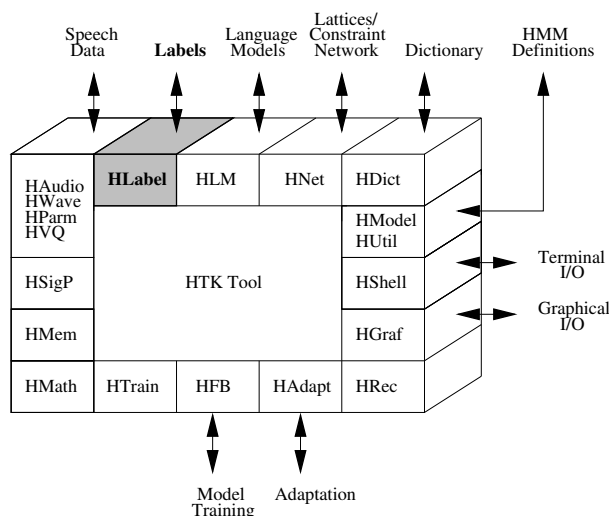 Speech
Data
Labels
Language
Models
Lattices/
Constraint
Network
Dictionary
HMM
Definitions
HAudio
HWave
HParm
HVQ
HLabel
HLM
HNet
HDict
HModel
HUtil
HSigP
HTK Tool
HShell
Terminal
I/O
HMem
HGraf
Graphical
I/O
HMath
HTrain
HFB
HAdapt
HRec
Model
Training
Adaptation